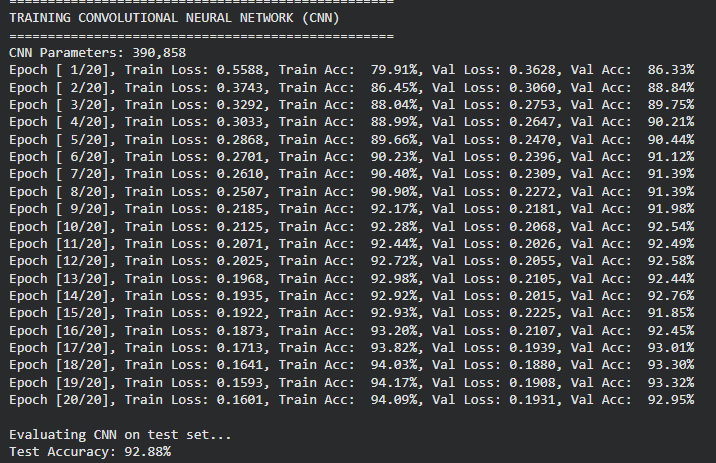 ==================================================
TRAINING CONVOLUTIONAL NEURAL NETWORK (CNN)
==================================================
CNN Parameters: 390,858
Epoch [ 1/20], Train Loss: 0.5588, Train Acc:  79.91%, Val Loss: 0.3628, Val Acc:  86.33%
Epoch [ 2/20], Train Loss: 0.3743, Train Acc:  86.45%, Val Loss: 0.3060, Val Acc:  88.84%
Epoch [ 3/20], Train Loss: 0.3292, Train Acc:  88.04%, Val Loss: 0.2753, Val Acc:  89.75%
Epoch [ 4/20], Train Loss: 0.3033, Train Acc:  88.99%, Val Loss: 0.2647, Val Acc:  90.21%
Epoch [ 5/20], Train Loss: 0.2868, Train Acc:  89.66%, Val Loss: 0.2470, Val Acc:  90.44%
Epoch [ 6/20], Train Loss: 0.2701, Train Acc:  90.23%, Val Loss: 0.2396, Val Acc:  91.12%
Epoch [ 7/20], Train Loss: 0.2610, Train Acc:  90.40%, Val Loss: 0.2309, Val Acc:  91.39%
Epoch [ 8/20], Train Loss: 0.2507, Train Acc:  90.90%, Val Loss: 0.2272, Val Acc:  91.39%
Epoch [ 9/20], Train Loss: 0.2185, Train Acc:  92.17%, Val Loss: 0.2181, Val Acc:  91.98%
Epoch [10/20], Train Loss: 0.2125, Train Acc:  92.28%, Val Loss: 0.2068, Val Acc:  92.54%
Epoch [11/20], Train Loss: 0.2071, Train Acc:  92.44%, Val Loss: 0.2026, Val Acc:  92.49%
Epoch [12/20], Train Loss: 0.2025, Train Acc:  92.72%, Val Loss: 0.2055, Val Acc:  92.58%
Epoch [13/20], Train Loss: 0.1968, Train Acc:  92.98%, Val Loss: 0.2105, Val Acc:  92.44%
Epoch [14/20], Train Loss: 0.1935, Train Acc:  92.92%, Val Loss: 0.2015, Val Acc:  92.76%
Epoch [15/20], Train Loss: 0.1922, Train Acc:  92.93%, Val Loss: 0.2225, Val Acc:  91.85%
Epoch [16/20], Train Loss: 0.1873, Train Acc:  93.20%, Val Loss: 0.2107, Val Acc:  92.45%
Epoch [17/20], Train Loss: 0.1713, Train Acc:  93.82%, Val Loss: 0.1939, Val Acc:  93.01%
Epoch [18/20], Train Loss: 0.1641, Train Acc:  94.03%, Val Loss: 0.1880, Val Acc:  93.30%
Epoch [19/20], Train Loss: 0.1593, Train Acc:  94.17%, Val Loss: 0.1908, Val Acc:  93.32%
Epoch [20/20], Train Loss: 0.1601, Train Acc:  94.09%, Val Loss: 0.1931, Val Acc:  92.95%

Evaluating CNN on test set...
Test Accuracy: 92.88%